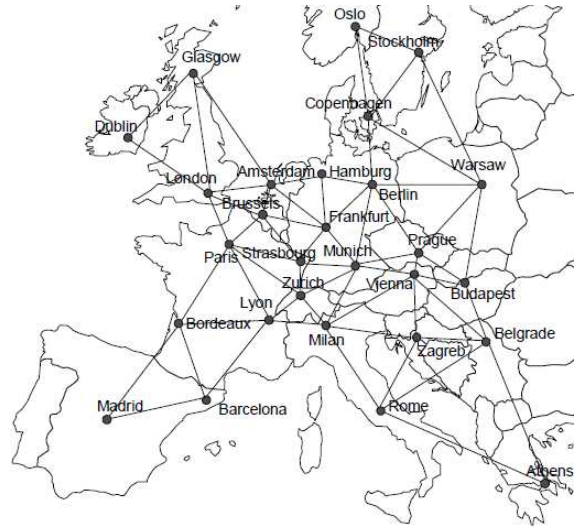 Oslo
Stockholm
Glasgow
Copenhagen
Dublin
Amsterdam
Hamburg
Warsaw
London
Berlin
Brussels
Frankfurt
Strasbourg
Munich
Prague
Paris
Zurich
Vienna
Budapest
Lyon
Bordeaux
Milan
Zagreb
Belgrade
Madrid
Barcelona
Rome
Athens